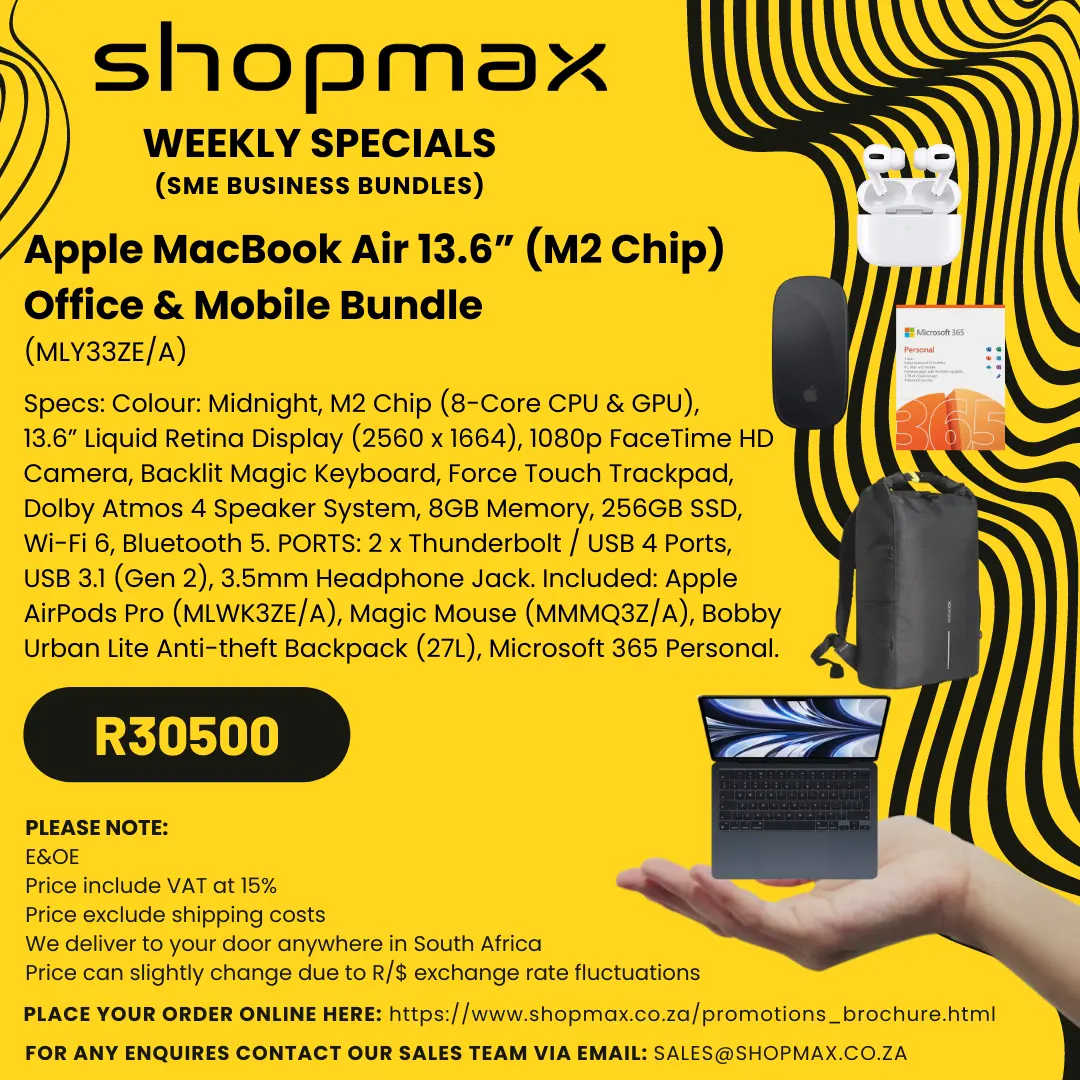 shopmax
WEEKLY SPECIALS
(SME BUSINESS BUNDLES)
Apple MacBook Air 13.6” (M2 Chip)
Office & Mobile Bundle
(MLY33ZE/A)
Specs: Colour: Midnight, M2 Chip (8-Core CPU & GPU),
13.6” Liquid Retina Display (2560 x 1664), 1080p FaceTime HD
Camera, Backlit Magic Keyboard, Force Touch Trackpad,
Dolby Atmos 4 Speaker System, 8GB Memory, 256GB SSD,
Wi-Fi 6, Bluetooth 5. PORTS: 2 x Thunderbolt / USB 4 Ports,
USB 3.1 (Gen 2), 3.5mm Headphone Jack. Included: Apple
AirPods Pro (MLWK3ZE/A), Magic Mouse (MMMQ3Z/A), Bobby
Urban Lite Anti-theft Backpack (27L), Microsoft 365 Personal.
Microsoft 365
Personal
365
R30500
PLEASE NOTE:
E&OE
Price include VAT at 15%
Price exclude shipping costs
We deliver to your door anywhere in South Africa
Price can slightly change due to R/$ exchange rate fluctuations
PLACE YOUR ORDER ONLINE HERE: https://www.shopmax.co.za/promotions_brochure.html
FOR ANY ENQUIRES CONTACT OUR SALES TEAM VIA EMAIL: SALES@SHOPMAX.CO.ZA